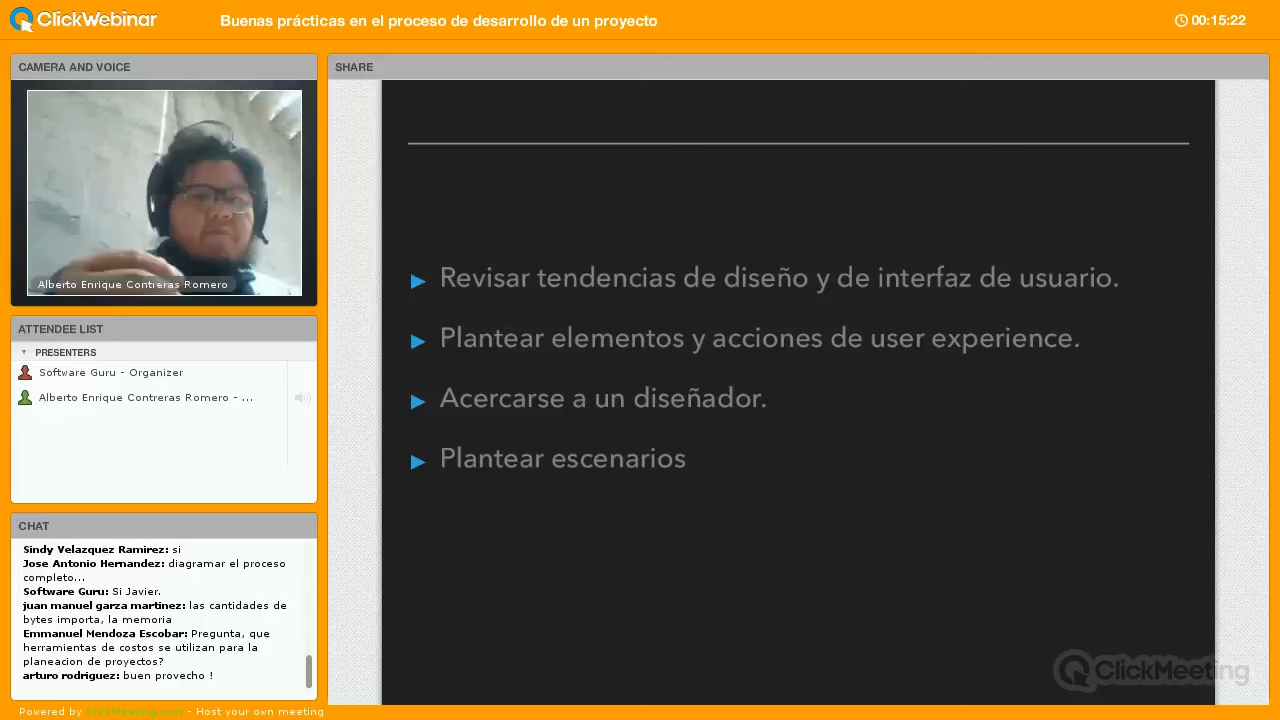 ClickWebinar
Buenas prácticas en el proceso de desarrollo de un proyecto
00:15:22
CAMERA AND VOICE
Alberto Enrique Contreras Romero
ATTENDEE LIST
PRESENTERS
Software Guru - Organizer
Alberto Enrique Contreras Romero - ...
CHAT
Sindy Velazquez Ramirez: si
Jose Antonio Hernandez: diagramar el proceso
completo...
Software Guru: Si Javier.
juan manuel garza martinez: las cantidades de
bytes importa, la memoria
Emmanuel Mendoza Escobar: Pregunta, que
herramientas de costos se utilizan para la
planeacion de proyectos?
arturo rodriguez: buen provecho !
Powered by ClickMeeting.com - Host your own meeting
SHARE
Revisar tendencias de diseño y de interfaz de usuario.
Plantear elementos y acciones de user experience.
Acercarse a un diseñador.
Plantear escenarios
ClickMeeting